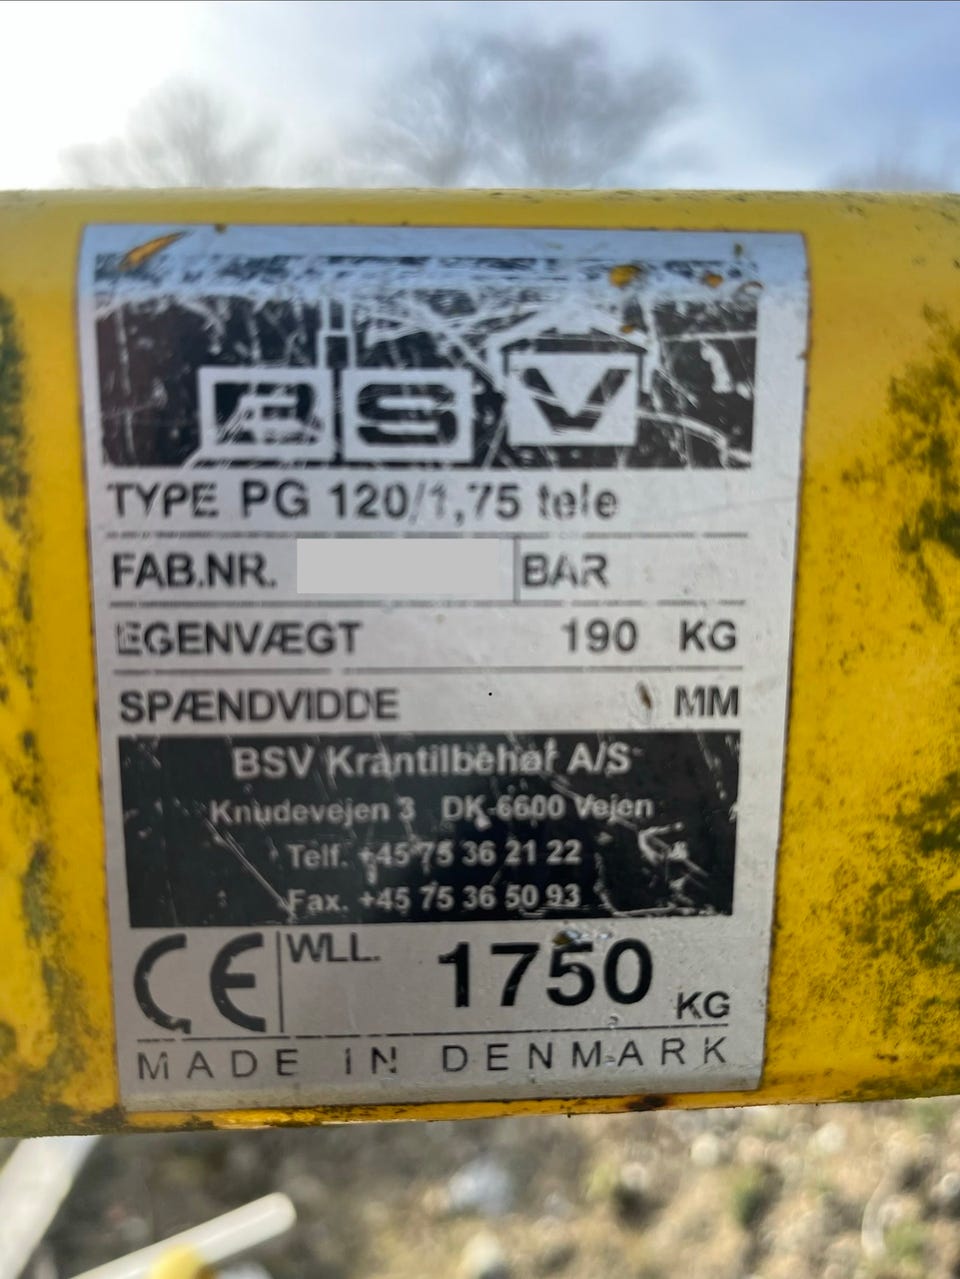 BSV
TYPE PG 120/1,75 tele
FAB.NR. BAR
EGENVÆGT 190 KG
SPÆNDVIDDE MM
BSV Krantilbehør A/S
Knudevejen 3 DK-6600 Vejen
Telf. +45 75 36 21 22
Fax. +45 75 36 50 93
CE WLL. 1750 KG
MADE IN DENMARK